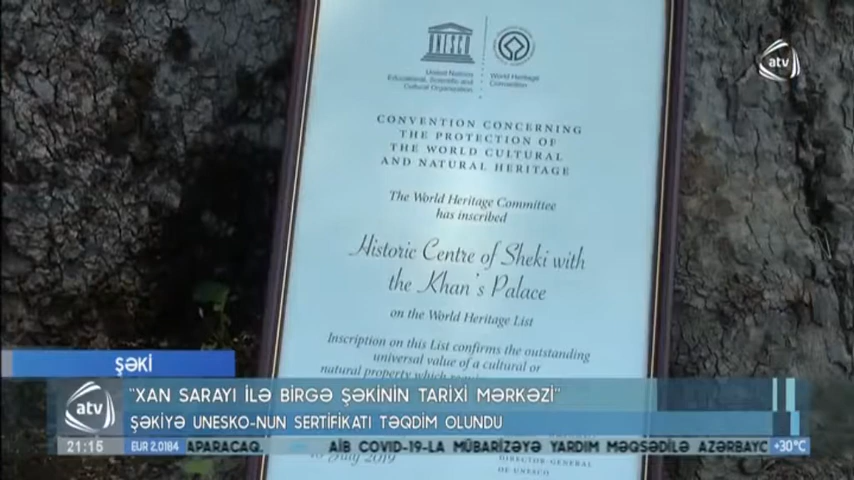 UNESCO
United Nations
Educational, Scientific and
Cultural Organization
World Heritage
Convention
atv
CONVENTION CONCERNING
THE PROTECTION OF
THE WORLD CULTURAL
AND NATURAL HERITAGE
The World Heritage Committee
has inscribed
Historic Centre of Sheki with
the Khan's Palace
on the World Heritage List
Inscription on this List confirms the outstanding
universal value of a cultural or
natural property which
ŞƏKİ
atv
"XAN SARAYI İLƏ BİRGƏ ŞƏKİNİN TARİXİ MƏRKƏZİ"
ŞƏKİYƏ UNESKO-NUN SERTİFİKATI TƏQDİM OLUNDU
21:15 EUR 2.0184 APARACAQ. AİB COVID-19-LA MÜBARİZƏYƏ YARDIM MƏQSƏDİLƏ AZƏRBAYC +30°C
July 2019
DIRECTOR-GENERAL
OF UNESCO